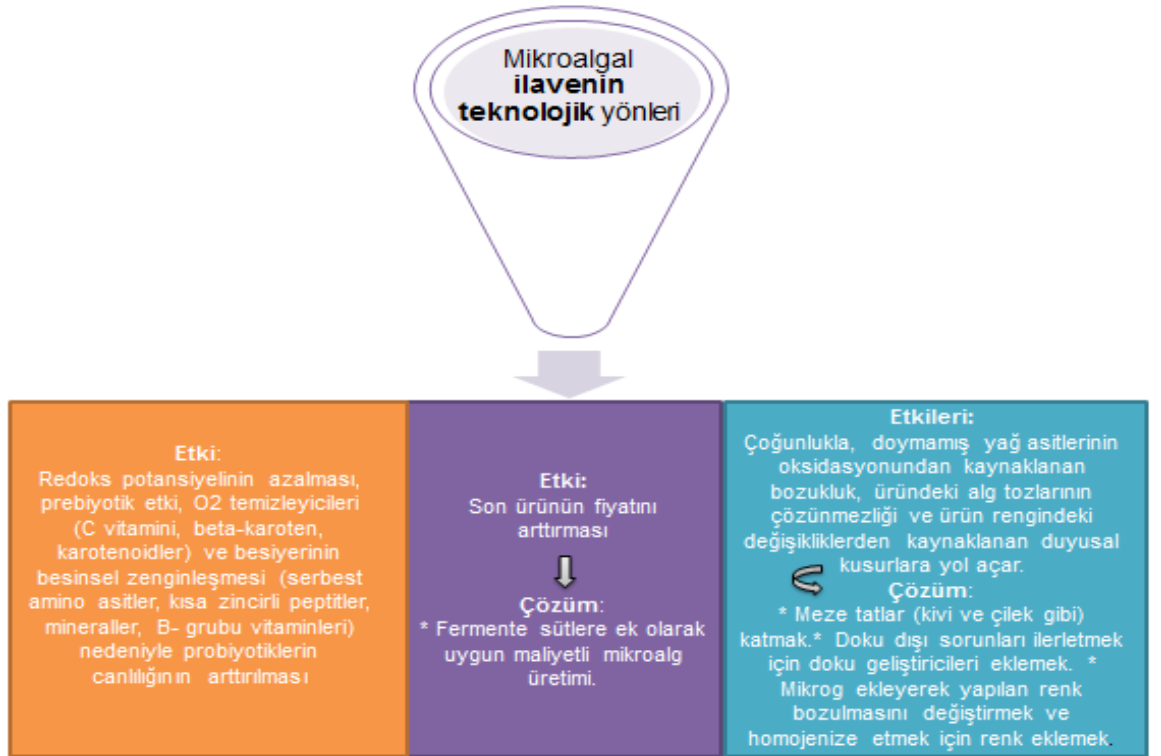 Mikroalgal
ilavenin
teknolojik yönleri
Etki:
Redoks potansiyelinin azalması,
prebiyotik etki, O2 temizleyicileri
(C vitamini, beta-karoten,
karotenoidler) ve besiyerinin
besinsel zenginleşmesi (serbest
amino asitler, kısa zincirli peptitler,
mineraller, B- grubu vitaminleri)
nedeniyle probiyotiklerin
canlılığının arttırılması
Etki:
Son ürünün fiyatını
arttırması
Çözüm:
* Fermente sütlere ek olarak
uygun maliyetli mikroalg
üretimi.
Etkileri:
Çoğunlukla, doymamış yağ asitlerinin
oksidasyonundan kaynaklanan
bozukluk, üründeki alg tozlarının
çözünmezliği ve ürün rengindeki
değişikliklerden kaynaklanan duyusal
kusurlara yol açar.
Çözüm:
* Meze tatlar (kivi ve çilek gibi)
katmak.* Doku dışı sorunları ilerletmek
için doku geliştiricileri eklemek. *
Mikrog ekleyerek yapılan renk
bozulmasını değiştirmek ve
homojenize etmek için renk eklemek.